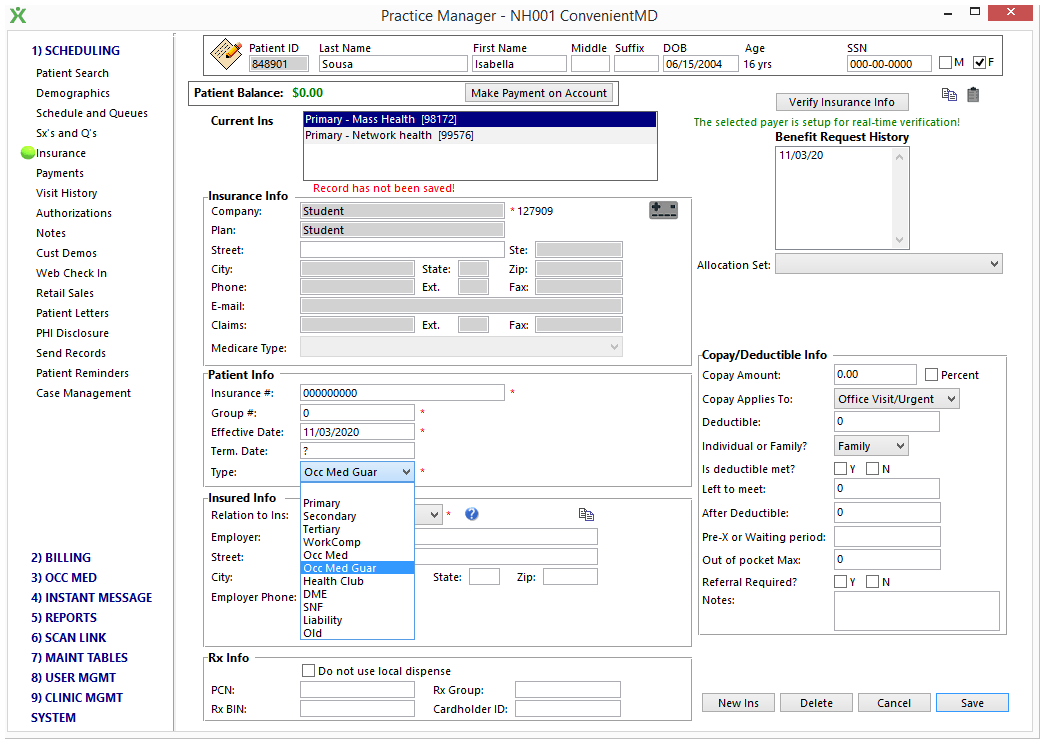 Practice Manager - NH001 ConvenientMD
1) SCHEDULING
Patient Search
Demographics
Schedule and Queues
Sx's and Q's
Insurance
Payments
Visit History
Authorizations
Notes
Cust Demos
Web Check In
Retail Sales
Patient Letters
PHI Disclosure
Send Records
Patient Reminders
Case Management
2) BILLING
3) OCC MED
4) INSTANT MESSAGE
5) REPORTS
6) SCAN LINK
7) MAINT TABLES
8) USER MGMT
9) CLINIC MGMT
SYSTEM
Patient ID Last Name First Name Middle Suffix DOB Age SSN
848901 Sousa Isabella 06/15/2004 16 yrs 000-00-0000 M F
Patient Balance: $0.00 Make Payment on Account
Current Ins
Primary - Mass Health [98172]
Primary - Network health [99576]
Record has not been saved!
Verify Insurance Info
The selected payer is setup for real-time verification!
Benefit Request History
11/03/20
Allocation Set:
Insurance Info
Company: Student * 127909
Plan: Student
Street: Ste:
City: State: Zip:
Phone: Ext. Fax:
E-mail:
Claims: Ext. Fax:
Medicare Type:
Patient Info
Insurance #: 000000000 *
Group #: 0 *
Effective Date: 11/03/2020 *
Term. Date: ?
Type: Occ Med Guar *
Primary
Secondary
Tertiary
WorkComp
Occ Med
Occ Med Guar
Health Club
DME
SNF
Liability
Old
Insured Info
Relation to Ins: * ?
Employer:
Street:
City: State: Zip:
Employer Phone:
Rx Info
Do not use local dispense
PCN: Rx Group:
Rx BIN: Cardholder ID:
Copay/Deductible Info
Copay Amount: 0.00 Percent
Copay Applies To: Office Visit/Urgent
Deductible: 0
Individual or Family? Family
Is deductible met? Y N
Left to meet: 0
After Deductible: 0
Pre-X or Waiting period:
Out of pocket Max: 0
Referral Required? Y N
Notes:
New Ins Delete Cancel Save